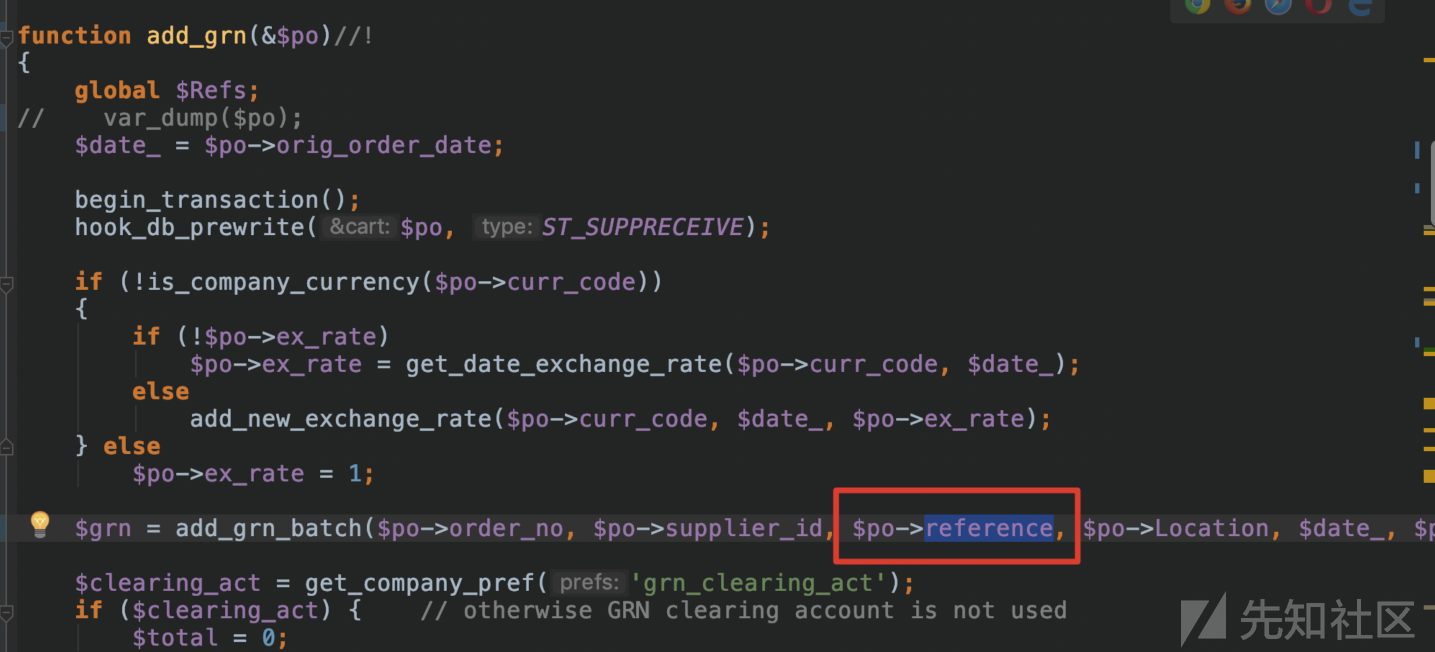 function add_grn(&$po)//!
{
    global $Refs;
//    var_dump($po);
    $date_ = $po->orig_order_date;
    begin_transaction();
    hook_db_prewrite( &cart: $po, type: ST_SUPPRECEIVE);
    if (!is_company_currency($po->curr_code))
    {
        if (!$po->ex_rate)
            $po->ex_rate = get_date_exchange_rate($po->curr_code, $date_);
        else
            add_new_exchange_rate($po->curr_code, $date_, $po->ex_rate);
    } else
        $po->ex_rate = 1;
    $grn = add_grn_batch($po->order_no, $po->supplier_id, $po->reference, $po->Location, $date_, $p
    $clearing_act = get_company_pref( prefs: 'grn_clearing_act');
    if ($clearing_act) {    // otherwise GRN clearing account is not used
        $total = 0;
先知社区